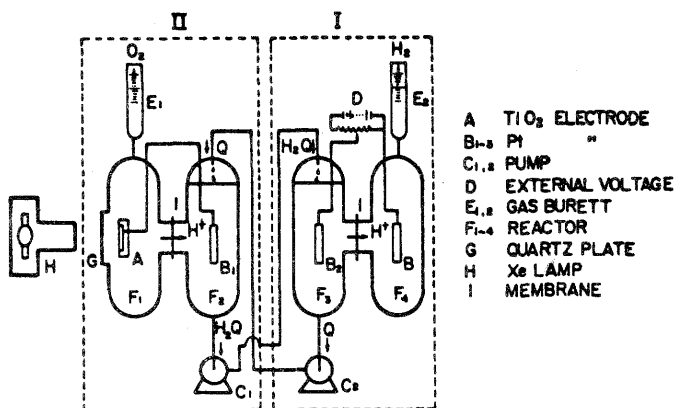 II
I
O₂
H₂
E₁
D
E₂
Q
H₂Q
I
I
H⁺
H⁺
H
G
A
B₁
B₂
B
F₁
F₂
F₃
F₄
H₂Q
Q
C₁
C₂
A TiO₂ ELECTRODE
B₁₋₃ Pt "
C₁,₂ PUMP
D EXTERNAL VOLTAGE
E₁,₂ GAS BURETT
F₁₋₄ REACTOR
G QUARTZ PLATE
H Xe LAMP
I MEMBRANE